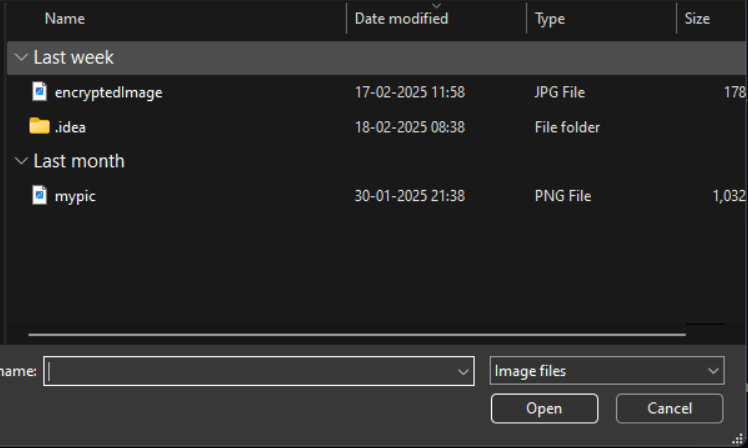 Name Date modified Type Size
Last week
encryptedImage 17-02-2025 11:58 JPG File 178
.idea 18-02-2025 08:38 File folder
Last month
mypic 30-01-2025 21:38 PNG File 1,032
name: Image files
Open Cancel